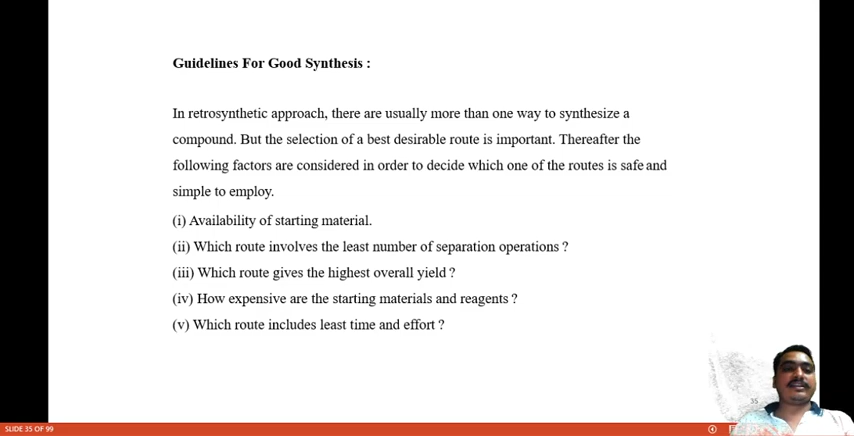 Guidelines For Good Synthesis :
In retrosynthetic approach, there are usually more than one way to synthesize a
compound. But the selection of a best desirable route is important. Thereafter the
following factors are considered in order to decide which one of the routes is safe and
simple to employ.
(i) Availability of starting material.
(ii) Which route involves the least number of separation operations ?
(iii) Which route gives the highest overall yield ?
(iv) How expensive are the starting materials and reagents ?
(v) Which route includes least time and effort ?
35
SLIDE 35 OF 99